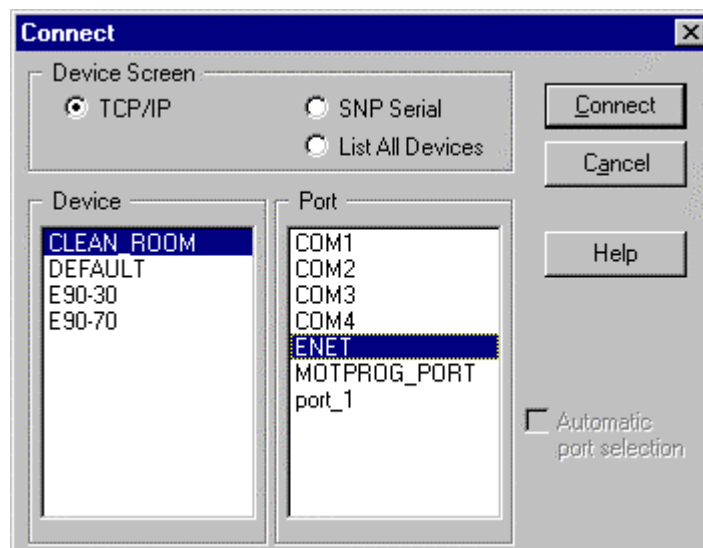 Connect
Device Screen
TCP/IP
SNP Serial
List All Devices
Connect
Cancel
Help
Device
CLEAN_ROOM
DEFAULT
E90-30
E90-70
Port
COM1
COM2
COM3
COM4
ENET
MOTPROG_PORT
port_1
Automatic
port selection